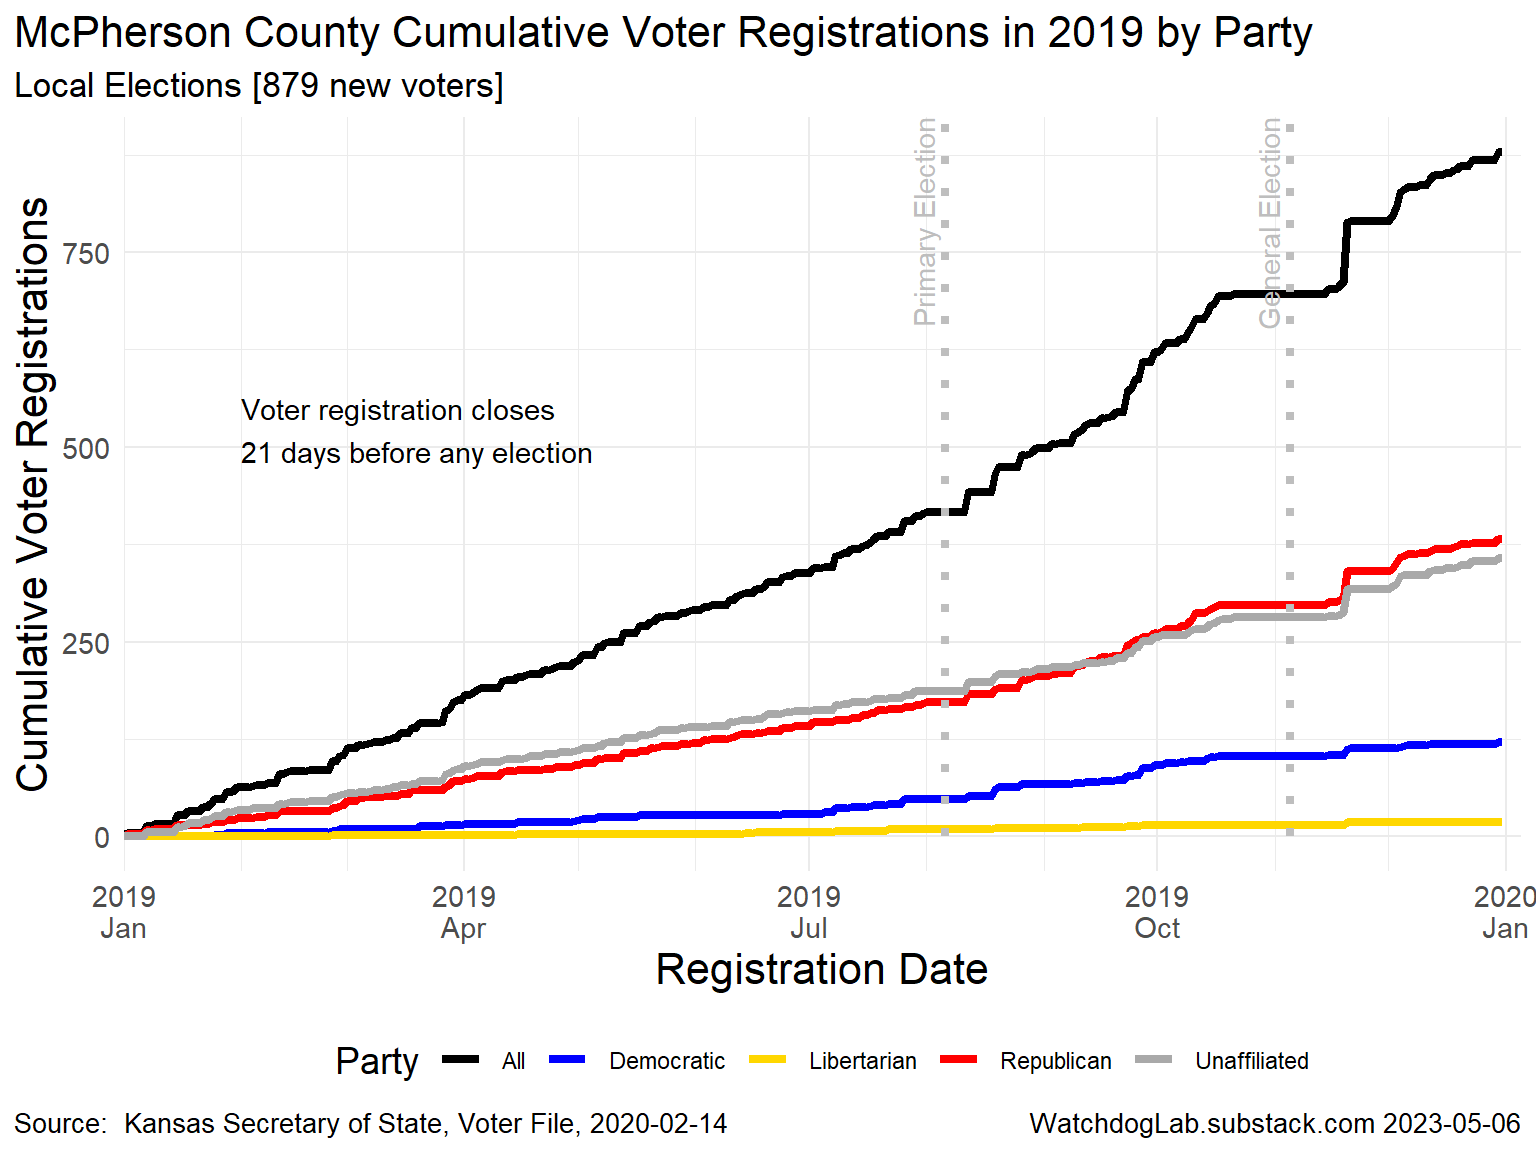 McPherson County Cumulative Voter Registrations in 2019 by Party
Local Elections [879 new voters]
Cumulative Voter Registrations
750
500
250
0
Primary Election
General Election
Voter registration closes
21 days before any election
2019 2019 2019 2019 2020
Jan Apr Jul Oct Jan
Registration Date
Party All Democratic Libertarian Republican Unaffiliated
Source:  Kansas Secretary of State, Voter File, 2020-02-14
WatchdogLab.substack.com 2023-05-06